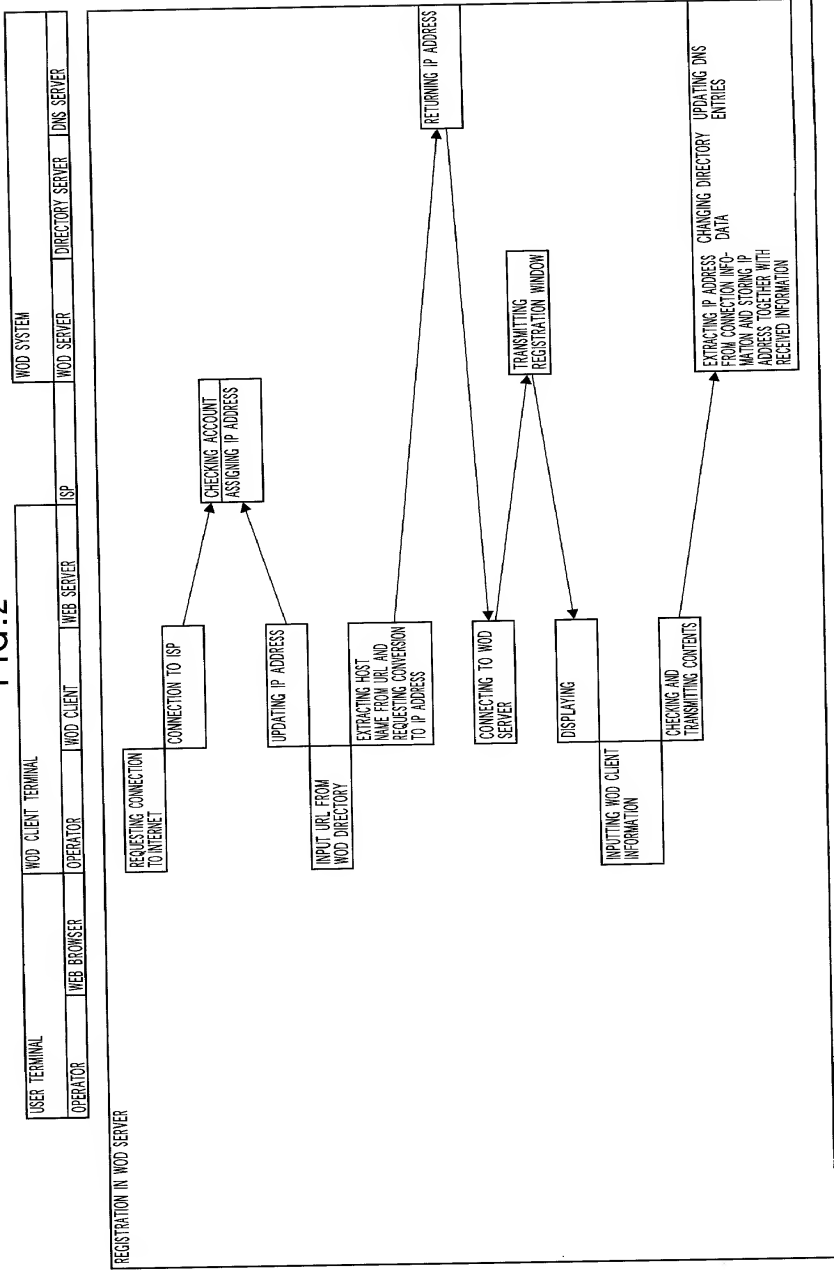 FIG.2
USER TERMINAL
WOD CLIENT TERMINAL
WOD SYSTEM
OPERATOR
WEB BROWSER
OPERATOR
WOD CLIENT
WEB SERVER
ISP
WOD SERVER
DIRECTORY SERVER
DNS SERVER
REGISTRATION IN WOD SERVER
REQUESTING CONNECTION
TO INTERNET
CONNECTION TO ISP
CHECKING ACCOUNT
ASSIGNING IP ADDRESS
UPDATING IP ADDRESS
INPUT URL FROM
WOD DIRECTORY
EXTRACTING HOST
NAME FROM URL AND
REQUESTING CONVERSION
TO IP ADDRESS
RETURNING IP ADDRESS
CONNECTING TO WOD
SERVER
TRANSMITTING
REGISTRATION WINDOW
DISPLAYING
INPUTTING WOD CLIENT
INFORMATION
CHECKING AND
TRANSMITTING CONTENTS
EXTRACTING IP ADDRESS
FROM CONNECTION INFO-
MATION AND STORING IP
ADDRESS TOGETHER WITH
RECEIVED INFORMATION
CHANGING DIRECTORY
DATA
UPDATING DNS
ENTRIES